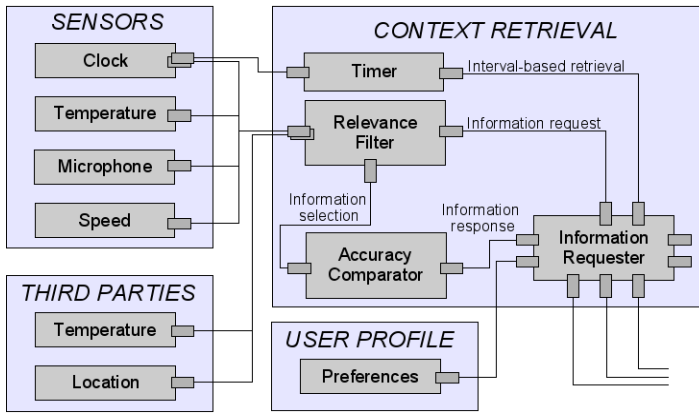 SENSORS
Clock
Temperature
Microphone
Speed
THIRD PARTIES
Temperature
Location
CONTEXT RETRIEVAL
Timer
Interval-based retrieval
Relevance
Filter
Information request
Information
selection
Information
response
Accuracy
Comparator
Information
Requester
USER PROFILE
Preferences